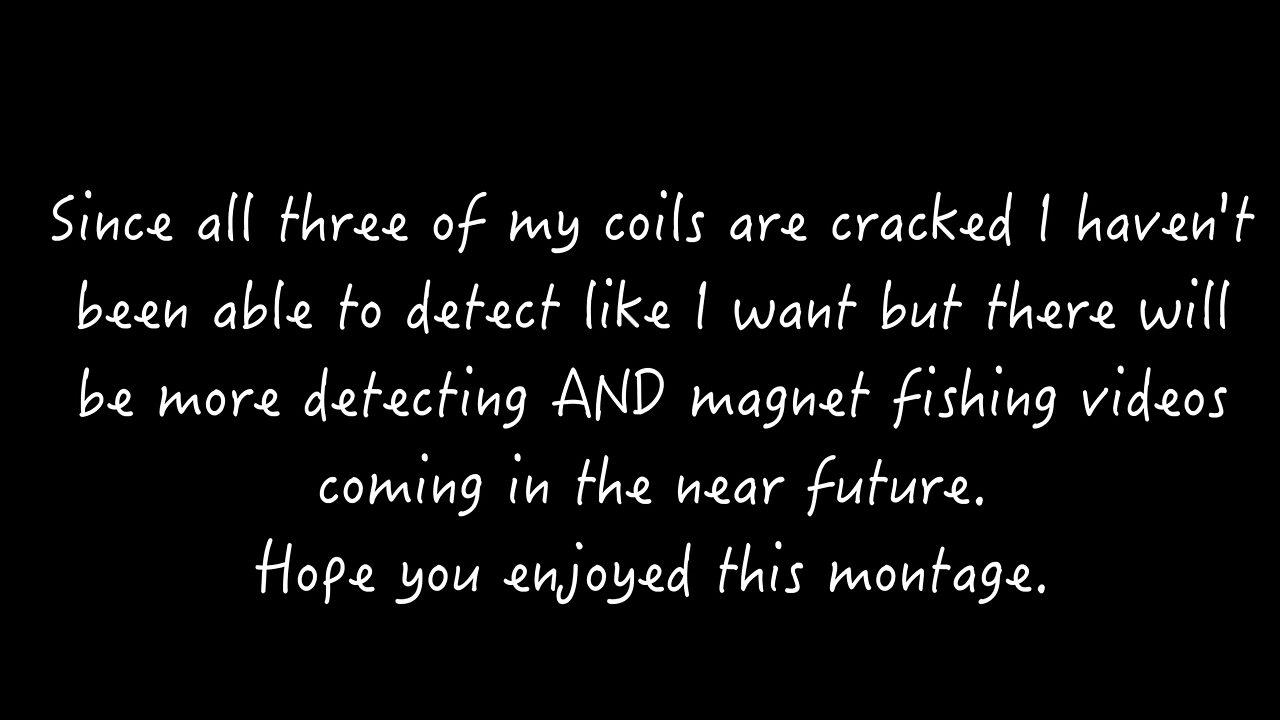 Since all three of my coils are cracked I haven't
been able to detect like I want but there will
be more detecting AND magnet fishing videos
coming in the near future.
Hope you enjoyed this montage.